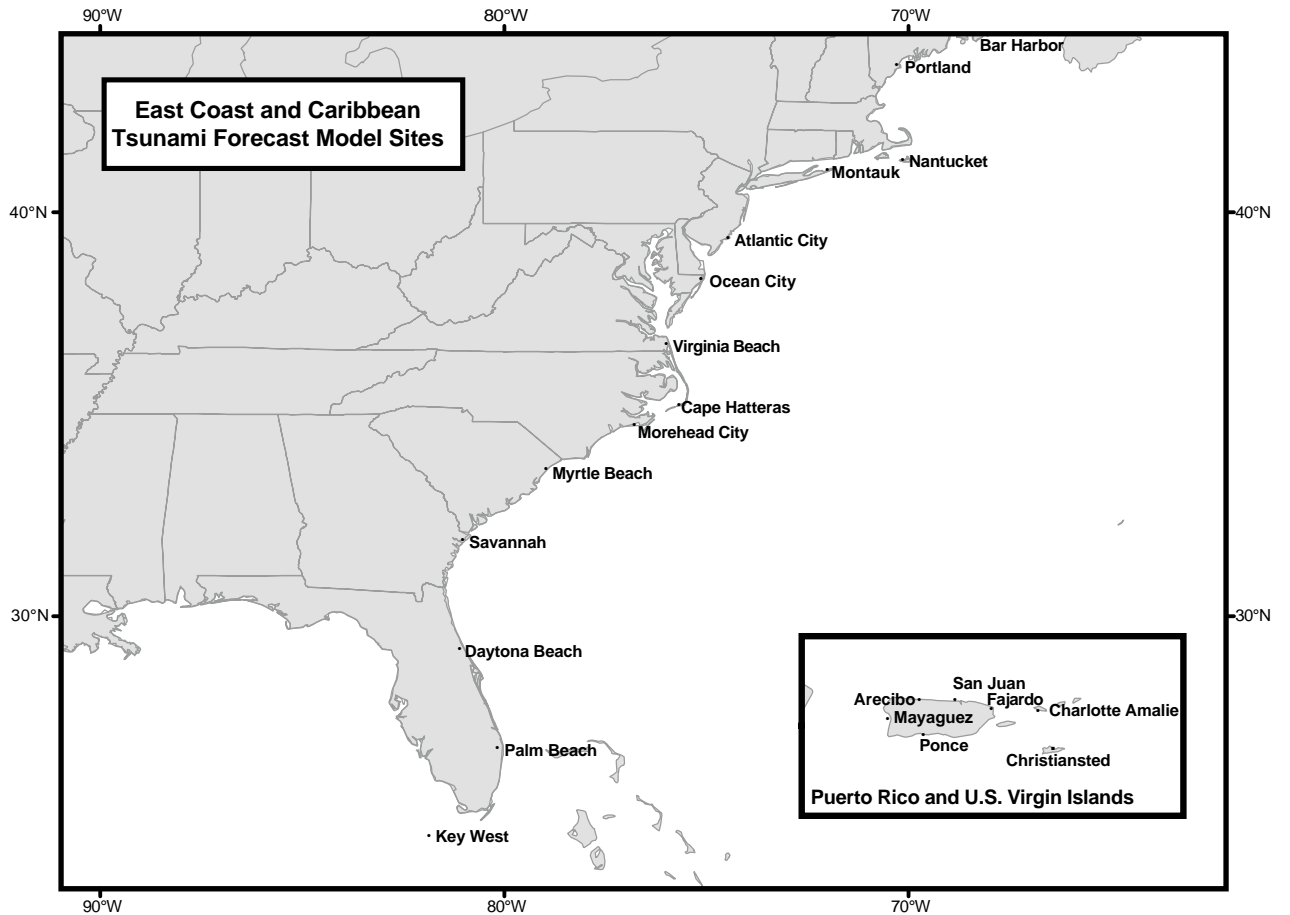 90°W 80°W 70°W
Bar Harbor
Portland
East Coast and Caribbean
Tsunami Forecast Model Sites
Nantucket
Montauk
40°N 40°N
Atlantic City
Ocean City
Virginia Beach
Cape Hatteras
Morehead City
Myrtle Beach
Savannah
30°N 30°N
Daytona Beach
San Juan
Arecibo Fajardo
Charlotte Amalie
Mayaguez
Ponce
Palm Beach
Christiansted
Puerto Rico and U.S. Virgin Islands
Key West
90°W 80°W 70°W